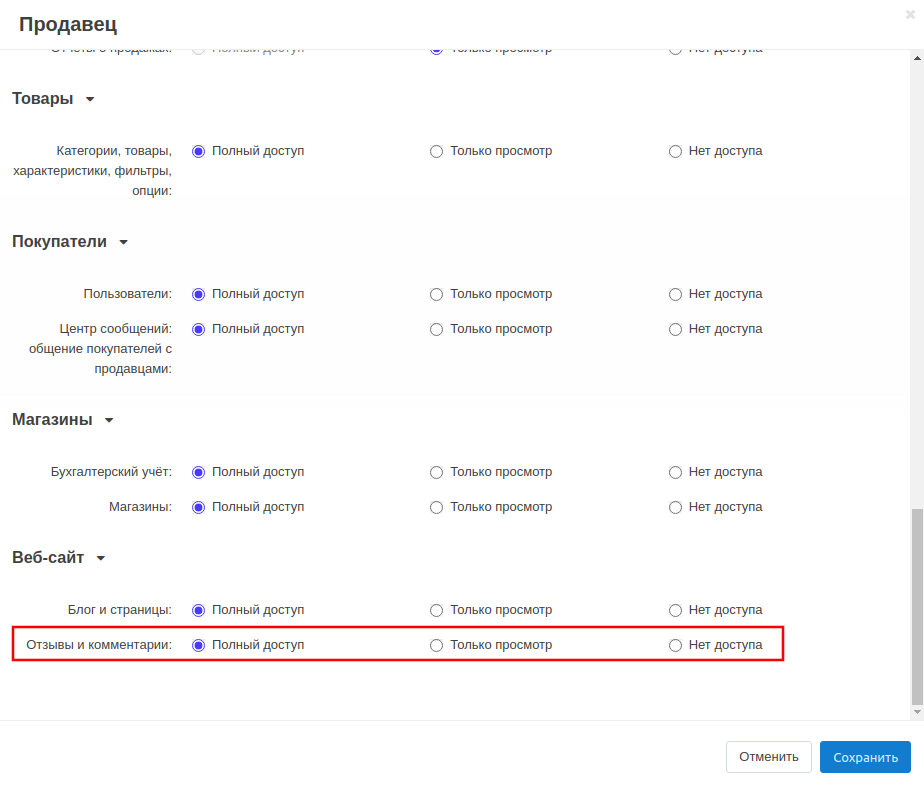 Продавец
Отчеты о продажах: Полный доступ Только просмотр Нет доступа
Товары
Категории, товары, Полный доступ Только просмотр Нет доступа
характеристики, фильтры,
опции:
Покупатели
Пользователи: Полный доступ Только просмотр Нет доступа
Центр сообщений: Полный доступ Только просмотр Нет доступа
общение покупателей с
продавцами:
Магазины
Бухгалтерский учёт: Полный доступ Только просмотр Нет доступа
Магазины: Полный доступ Только просмотр Нет доступа
Веб-сайт
Блог и страницы: Полный доступ Только просмотр Нет доступа
Отзывы и комментарии: Полный доступ Только просмотр Нет доступа
Отменить Сохранить